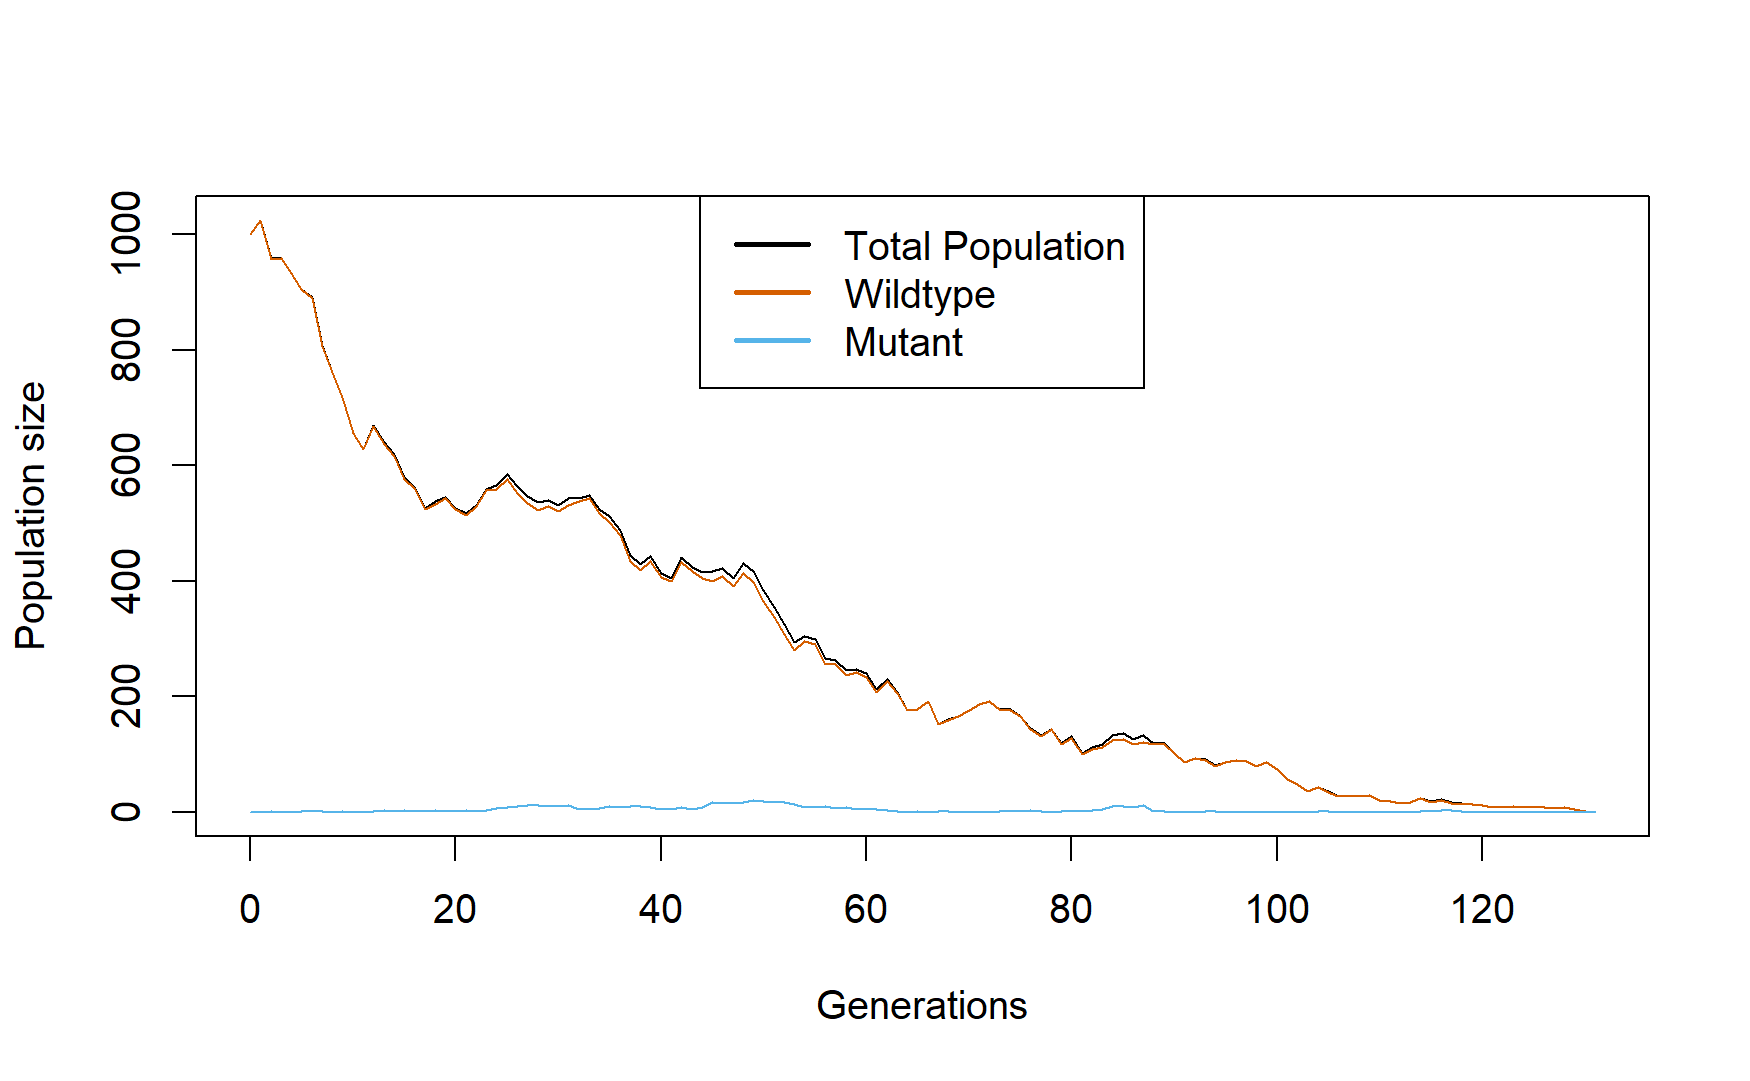 Total Population
Wildtype
Mutant
Population size
1000
800
600
400
200
0
0 20 40 60 80 100 120
Generations